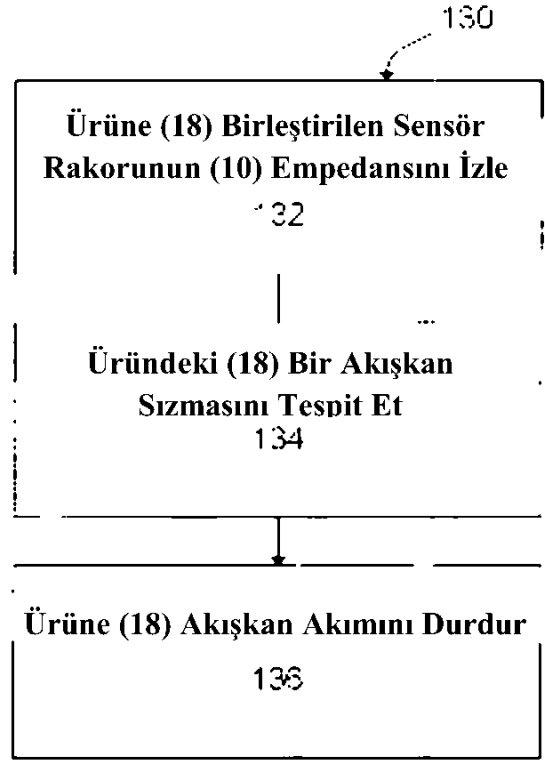 130
Ürüne (18) Birleştirilen Sensör
Rakorunun (10) Empedansını İzle
132
Üründeki (18) Bir Akışkan
Sızmasını Tespit Et
134
Ürüne (18) Akışkan Akımını Durdur
136